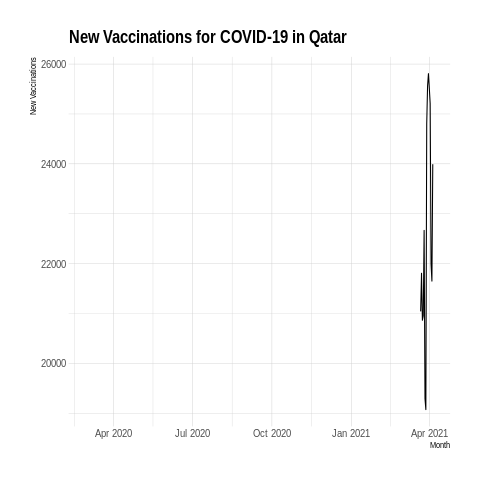 New Vaccinations for COVID-19 in Qatar
New Vaccinations
26000
24000
22000
20000
Apr 2020 Jul 2020 Oct 2020 Jan 2021 Apr 2021
Month